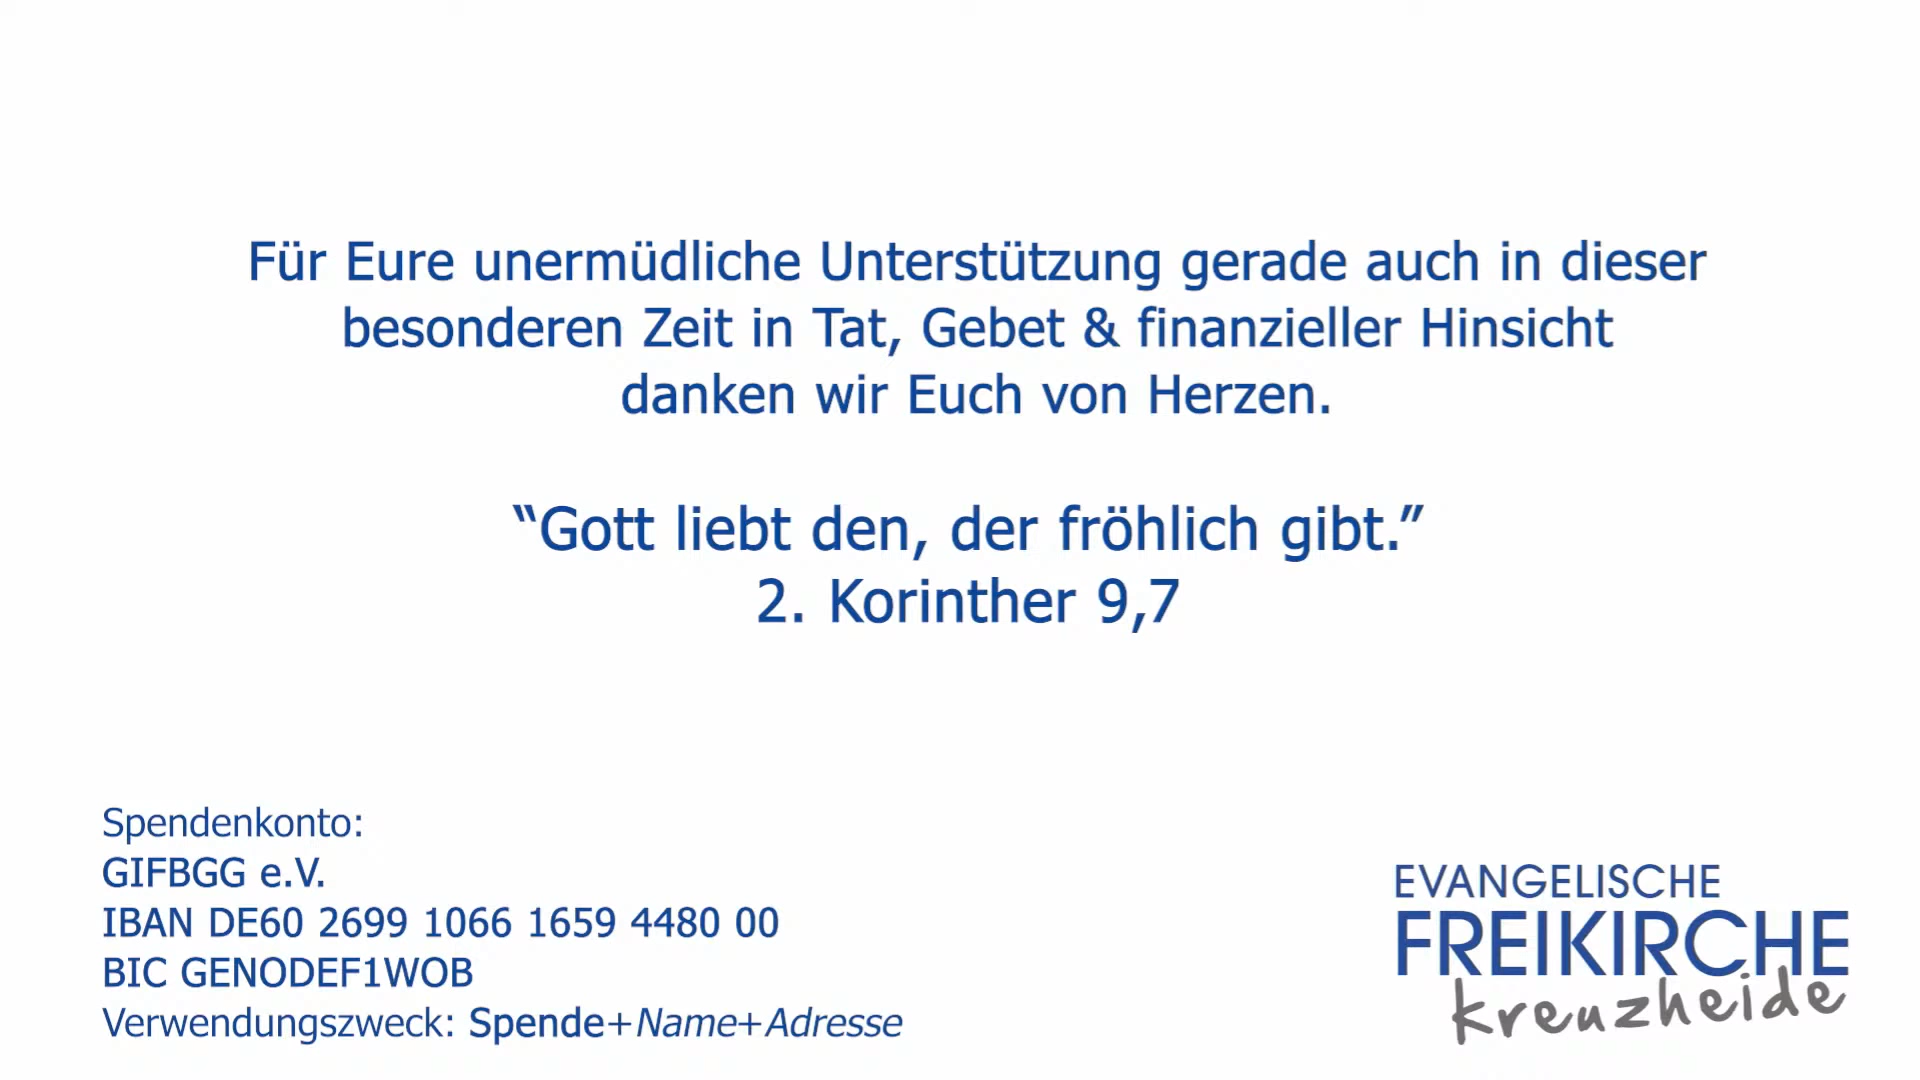 Für Eure unermüdliche Unterstützung gerade auch in dieser
besonderen Zeit in Tat, Gebet & finanzieller Hinsicht
danken wir Euch von Herzen.
“Gott liebt den, der fröhlich gibt.”
2. Korinther 9,7
Spendenkonto:
GIFBGG e.V.
IBAN DE60 2699 1066 1659 4480 00
BIC GENODEF1WOB
Verwendungszweck: Spende+Name+Adresse
EVANGELISCHE
FREIKIRCHE
kreuzheide